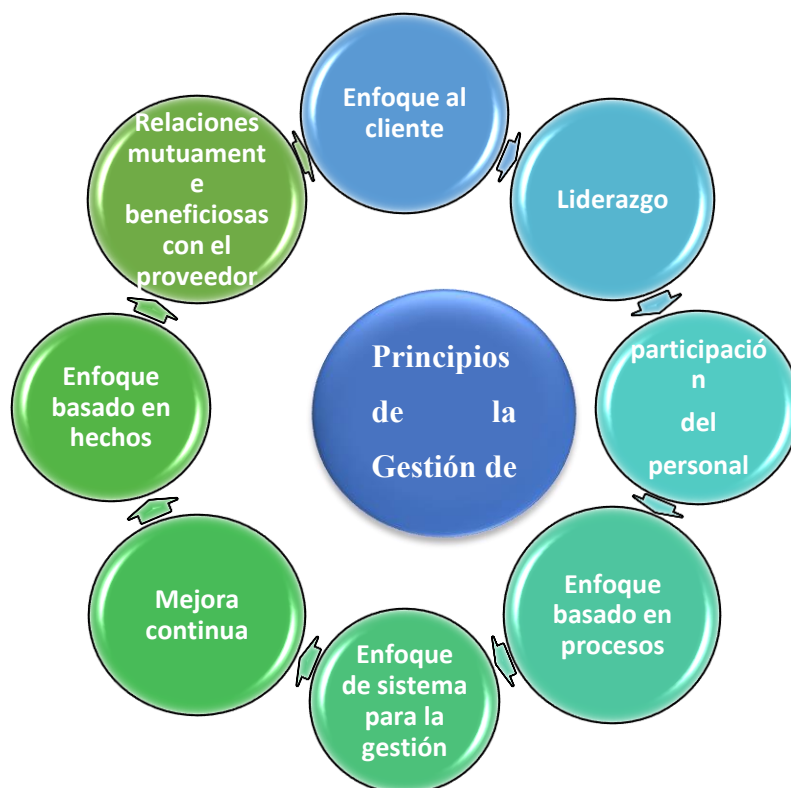 Enfoque al
cliente
Liderazgo
participació
n
del
personal
Enfoque
basado en
procesos
Enfoque
de sistema
para la
gestión
Mejora
continua
Enfoque
basado en
hechos
Relaciones
mutuament
e
beneficiosas
con el
proveedor
Principios
de la
Gestión de